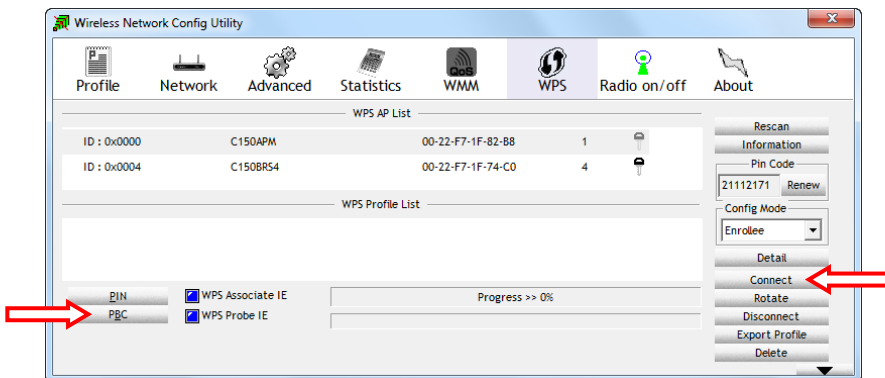 Wireless Network Config Utility
Profile Network Advanced Statistics QoS WMM WPS Radio on/off About
WPS AP List
ID : 0x0000 C150APM 00-22-F7-1F-82-B8 1
ID : 0x0004 C150BRS4 00-22-F7-1F-74-C0 4
WPS Profile List
Rescan
Information
Pin Code
21112171 Renew
Config Mode
Enrollee
Detail
Connect
Rotate
Disconnect
Export Profile
Delete
PIN WPS Associate IE Progress >> 0%
PBC WPS Probe IE